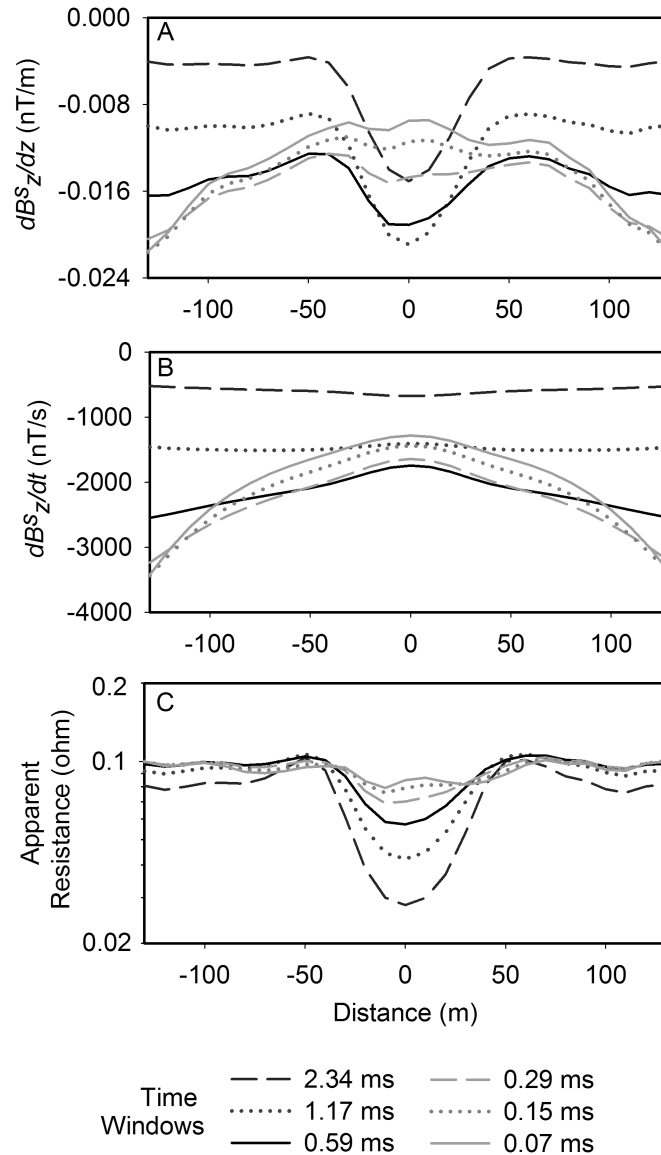 A
0.000
-0.008
-0.016
-0.024
dBˢ_z/dz (nT/m)
-100 -50 0 50 100
B
0
-1000
-2000
-3000
-4000
dBˢ_z/dt (nT/s)
-100 -50 0 50 100
C
0.2
0.1
0.02
Apparent
Resistance (ohm)
-100 -50 0 50 100
Distance (m)
Time
Windows
2.34 ms 0.29 ms
1.17 ms 0.15 ms
0.59 ms 0.07 ms